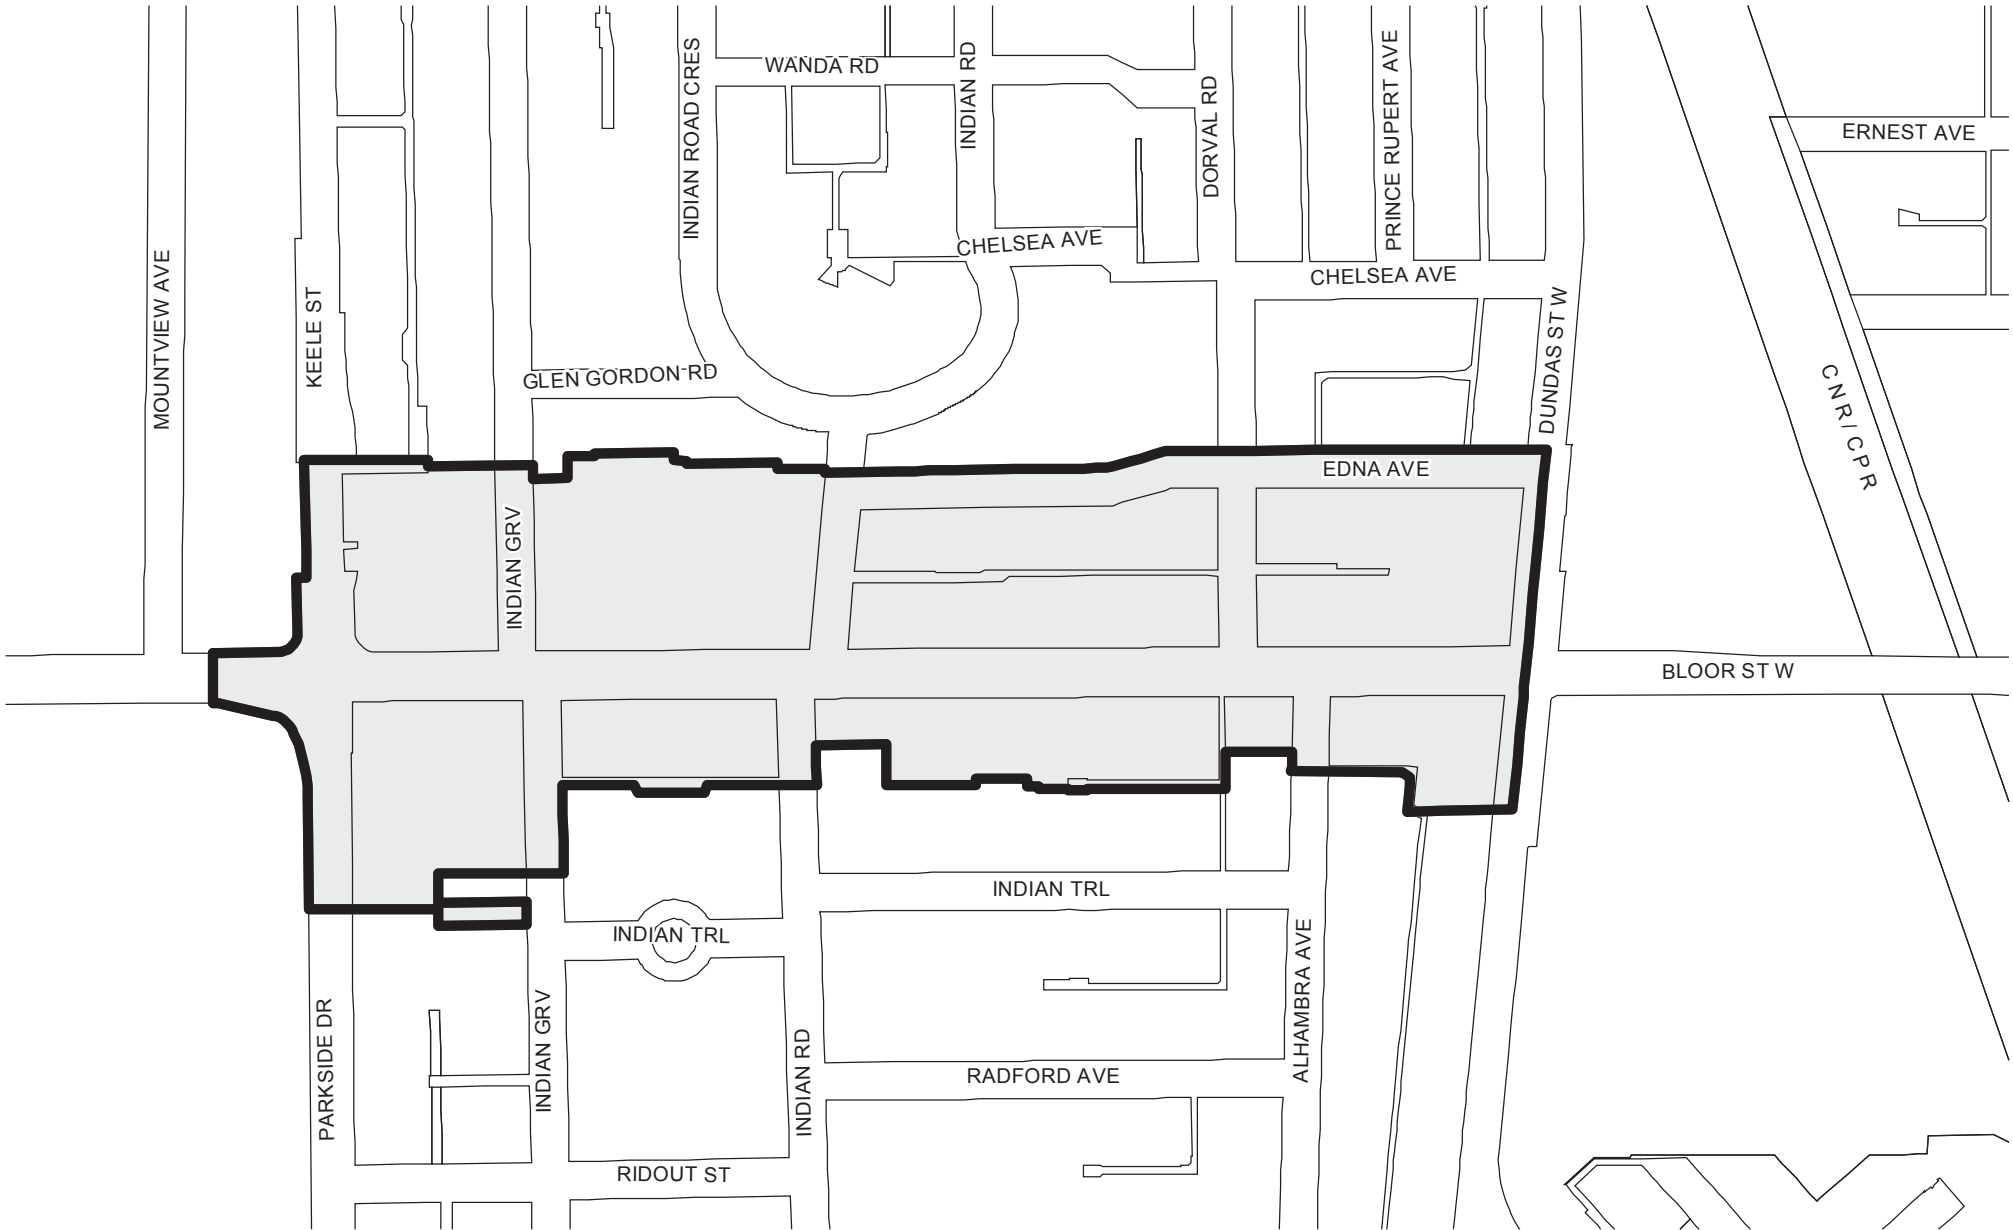 WANDA RD
INDIAN ROAD CRES
INDIAN RD
DORVAL RD
PRINCE RUPERT AVE
ERNEST AVE
CHELSEA AVE
CHELSEA AVE
MOUNTVIEW AVE
KEELE ST
GLEN GORDON RD
DUNDAS ST W
CNR/CPR
EDNA AVE
INDIAN GRV
BLOOR ST W
INDIAN TRL
INDIAN TRL
PARKSIDE DR
INDIAN GRV
INDIAN RD
ALHAMBRA AVE
RADFORD AVE
RIDOUT ST